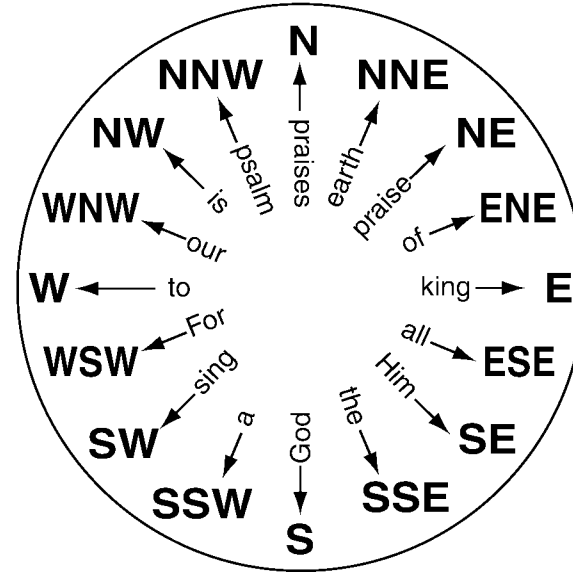 N
praises
NNE
earth
NE
praise
ENE
of
E
king
ESE
all
SE
Him
SSE
the
S
God
SSW
a
SW
sing
WSW
For
W
to
WNW
our
NW
is
NNW
psalm